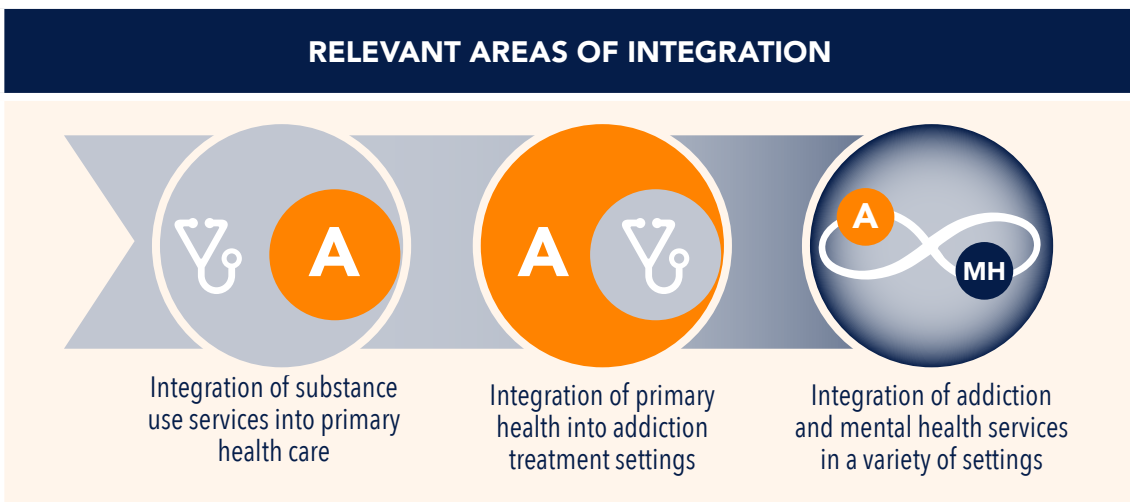 RELEVANT AREAS OF INTEGRATION
A
A
A
MH
Integration of substance
use services into primary
health care
Integration of primary
health into addiction
treatment settings
Integration of addiction
and mental health services
in a variety of settings